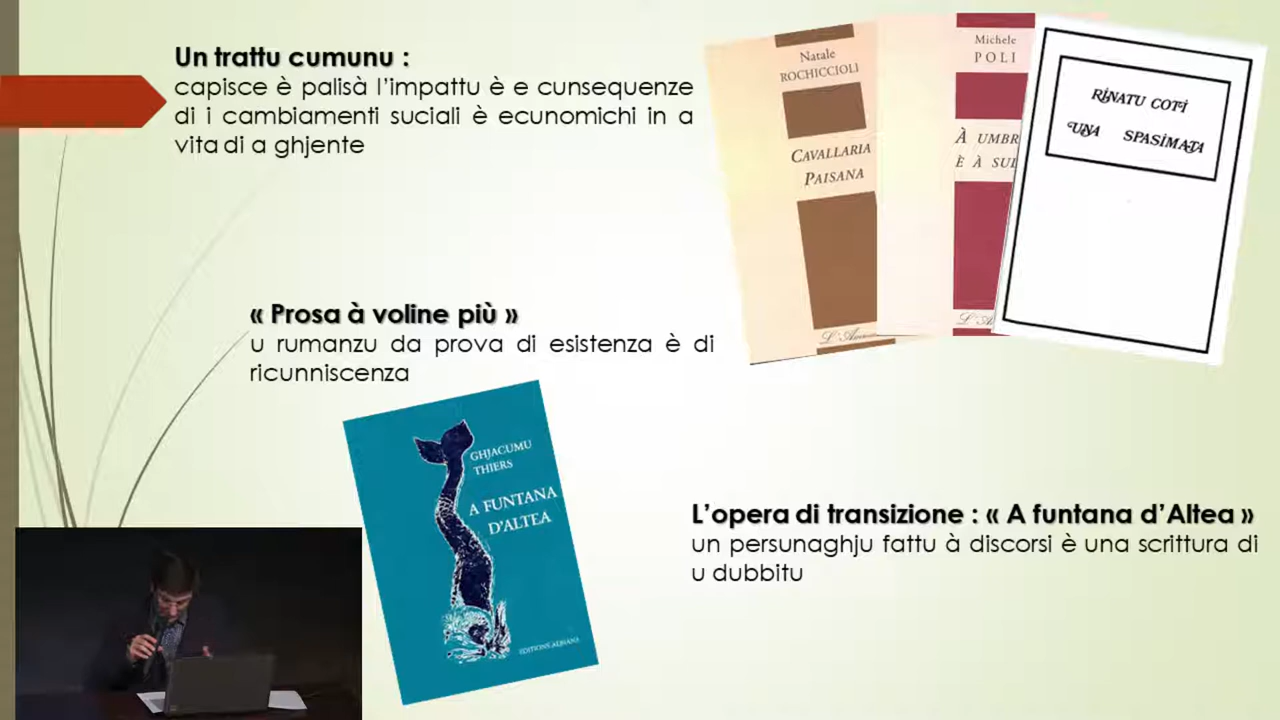 Un trattu cumunu :
capisce è palisà l’impattu è e cunsequenze
di i cambiamenti suciali è ecunomichi in a
vita di a ghjente
Natale
ROCHICCIOLI
CAVALLARIA
PAISANA
Michele
POLI
À UMBR
È À SUL
RINATU COTI
UNA SPASIMATA
« Prosa à voline più »
u rumanzu da prova di esistenza è di
ricunniscenza
GHJACUMU
THIERS
A FUNTANA
D’ALTEA
EDITIONS ALBIANA
L’opera di transizione : « A funtana d’Altea »
un persunaghju fattu à discorsi è una scrittura di
u dubbitu